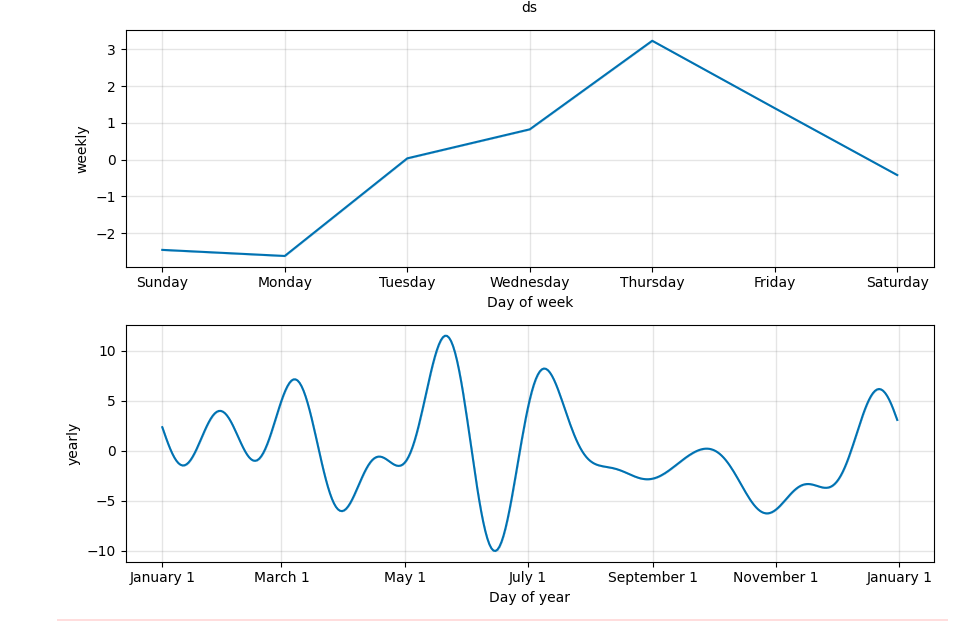 ds
3
2
1
0
−1
−2
weekly
Sunday Monday Tuesday Wednesday Thursday Friday Saturday
Day of week
10
5
0
−5
−10
yearly
January 1 March 1 May 1 July 1 September 1 November 1 January 1
Day of year